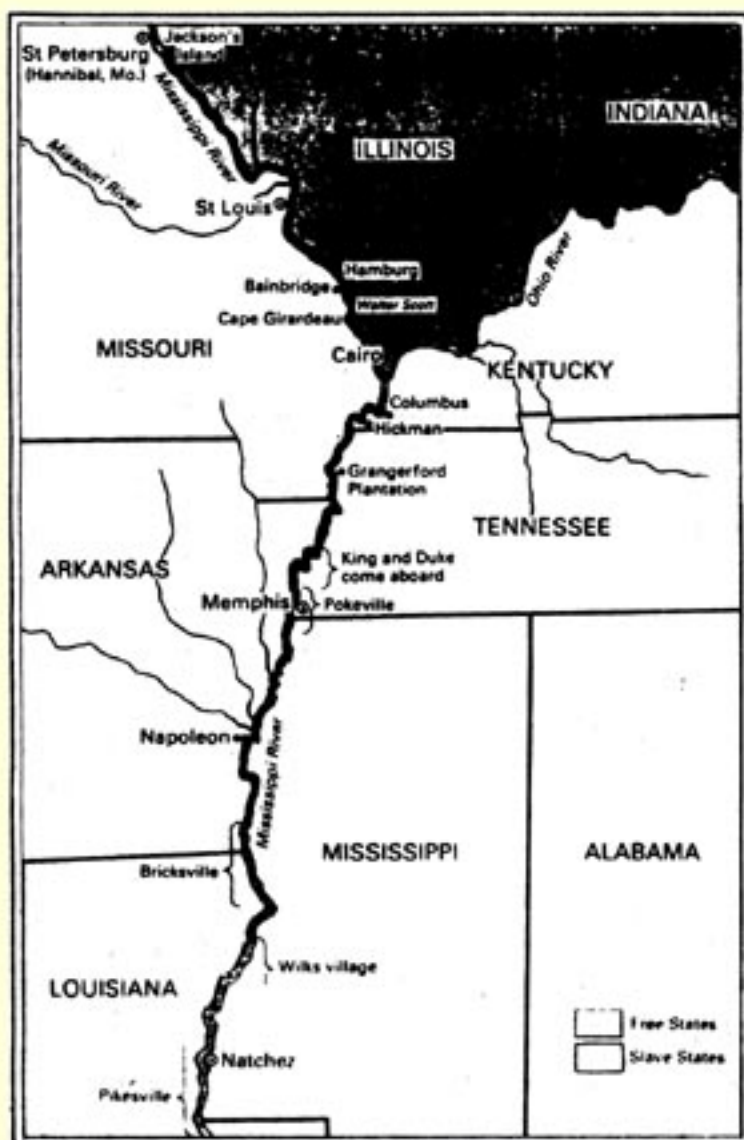 Jackson's
Island
St Petersburg
(Hannibal, Mo.)
Mississippi River
INDIANA
ILLINOIS
Missouri River
St Louis
Ohio River
Hamburg
Bainbridge
Walter Scott
Cape Girardeau
MISSOURI
Cairo
KENTUCKY
Columbus
Hickman
Grangerford
Plantation
TENNESSEE
King and Duke
come aboard
ARKANSAS
Memphis
Pokeville
Napoleon
Mississippi River
MISSISSIPPI
ALABAMA
Bricksville
Wilks village
LOUISIANA
Free States
Slave States
Natchez
Pikesville